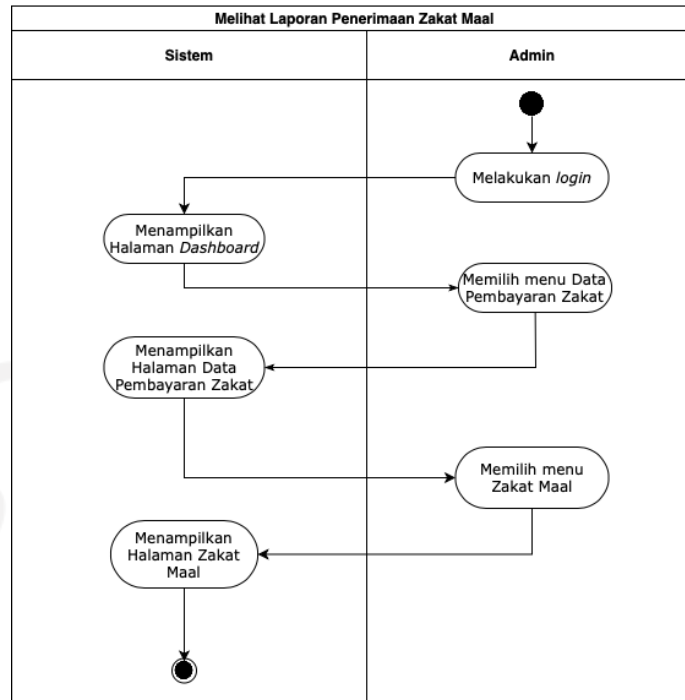 Melihat Laporan Penerimaan Zakat Maal
Sistem
Admin
Melakukan login
Menampilkan
Halaman Dashboard
Memilih menu Data
Pembayaran Zakat
Menampilkan
Halaman Data
Pembayaran Zakat
Memilih menu
Zakat Maal
Menampilkan
Halaman Zakat
Maal